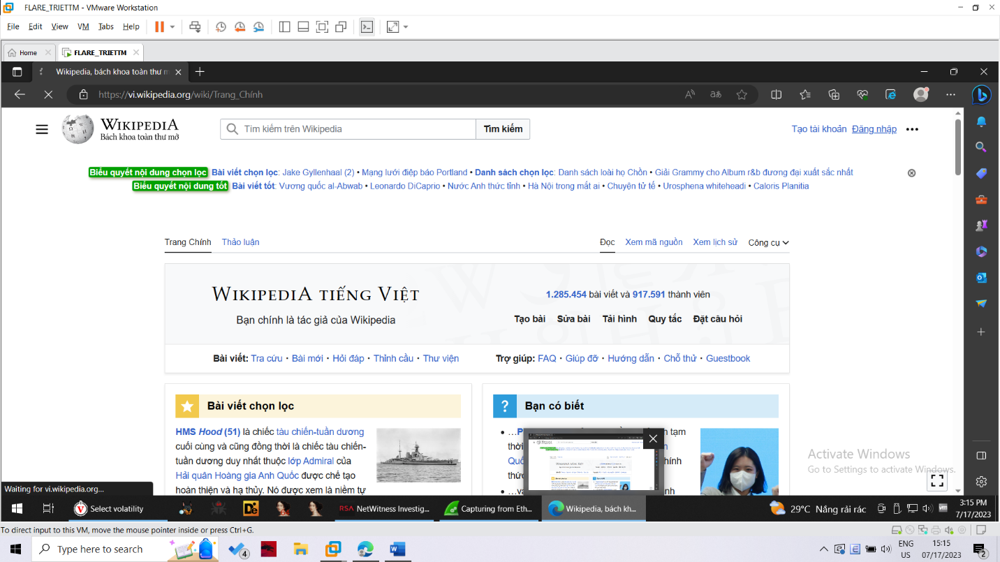 FLARE_TRIETTM - VMware Workstation
File Edit View VM Tabs Help
Home FLARE_TRIETTM
Wikipedia, bách khoa toàn thư m
https://vi.wikipedia.org/wiki/Trang_Chính
WIKIPEDIA
Bách khoa toàn thư mở
Tìm kiếm trên Wikipedia Tìm kiếm Tạo tài khoản Đăng nhập
Biểu quyết nội dung chọn lọc Bài viết chọn lọc: Jake Gyllenhaal (2) • Mạng lưới điệp báo Portland • Danh sách chọn lọc: Danh sách loài họ Chồn • Giải Grammy cho Album r&b đương đại xuất sắc nhất
Biểu quyết nội dung tốt Bài viết tốt: Vương quốc al-Abwab • Leonardo DiCaprio • Nước Anh thức tỉnh • Hà Nội trong mắt ai • Chuyện tử tế • Urosphena whiteheadi • Caloris Planitia
Trang Chính Thảo luận Đọc Xem mã nguồn Xem lịch sử Công cụ
WIKIPEDIA TIẾNG VIỆT
Bạn chính là tác giả của Wikipedia
1.285.454 bài viết và 917.591 thành viên
Tạo bài Sửa bài Tải hình Quy tắc Đặt câu hỏi
Bài viết: Tra cứu · Bài mới · Hỏi đáp · Thỉnh cầu · Thư viện
Trợ giúp: FAQ · Giúp đỡ · Hướng dẫn · Chỗ thử · Guestbook
Bài viết chọn lọc
HMS Hood (51) là chiếc tàu chiến-tuần dương
cuối cùng và cũng đồng thời là chiếc tàu chiến-
tuần dương duy nhất thuộc lớp Admiral của
Hải quân Hoàng gia Anh Quốc được chế tạo
hoàn thiện và hạ thủy. Nó được xem là niềm tự
Bạn có biết
Activate Windows
Go to Settings to activate Windows.
Waiting for vi.wikipedia.org...
Select volatility
RSA NetWitness Investig...
Capturing from Eth...
Wikipedia, bách kh...
29°C Nắng rải rác
3:15 PM
7/17/2023
To direct input to this VM, move the mouse pointer inside or press Ctrl+G.
Type here to search
4
ENG
US
15:15
07/17/2023
2